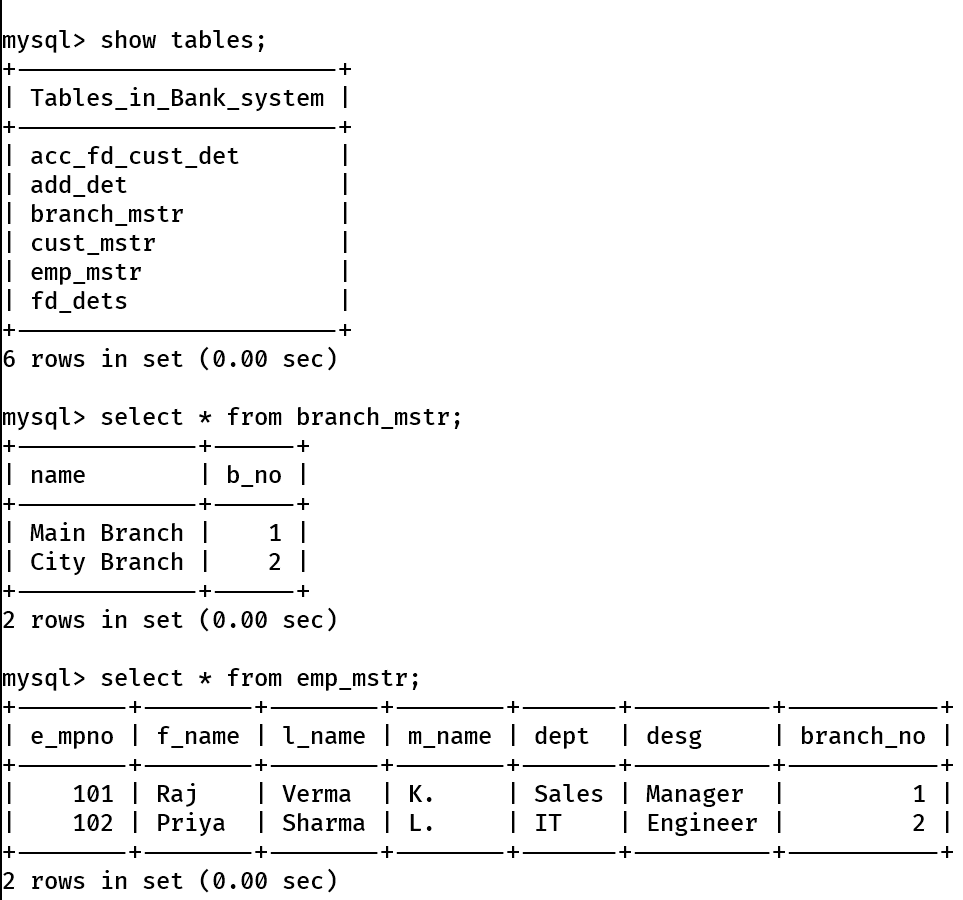 mysql> show tables;
+-----------------------+
| Tables_in_Bank_system |
+-----------------------+
| acc_fd_cust_det       |
| add_det               |
| branch_mstr           |
| cust_mstr             |
| emp_mstr              |
| fd_dets               |
+-----------------------+
6 rows in set (0.00 sec)

mysql> select * from branch_mstr;
+-------------+------+
| name        | b_no |
+-------------+------+
| Main Branch |    1 |
| City Branch |    2 |
+-------------+------+
2 rows in set (0.00 sec)

mysql> select * from emp_mstr;
+--------+--------+--------+--------+-------+----------+-----------+
| e_mpno | f_name | l_name | m_name | dept  | desg     | branch_no |
+--------+--------+--------+--------+-------+----------+-----------+
|    101 | Raj    | Verma  | K.     | Sales | Manager  |         1 |
|    102 | Priya  | Sharma | L.     | IT    | Engineer |         2 |
+--------+--------+--------+--------+-------+----------+-----------+
2 rows in set (0.00 sec)